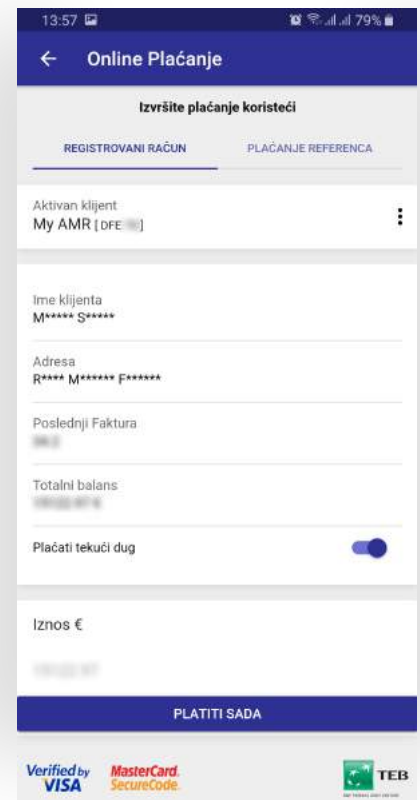 13:57 79%
Online Plaćanje
Izvršite plaćanje koristeći
REGISTROVANI RAČUN PLAĆANJE REFERENCA
Aktivan klijent
My AMR [ DFE ]
Ime klijenta
M***** S*****
Adresa
R**** M****** F******
Poslednji Faktura
Totalni balans
Plaćati tekući dug
Iznos €
PLATITI SADA
Verified by MasterCard.
VISA SecureCode.
TEB